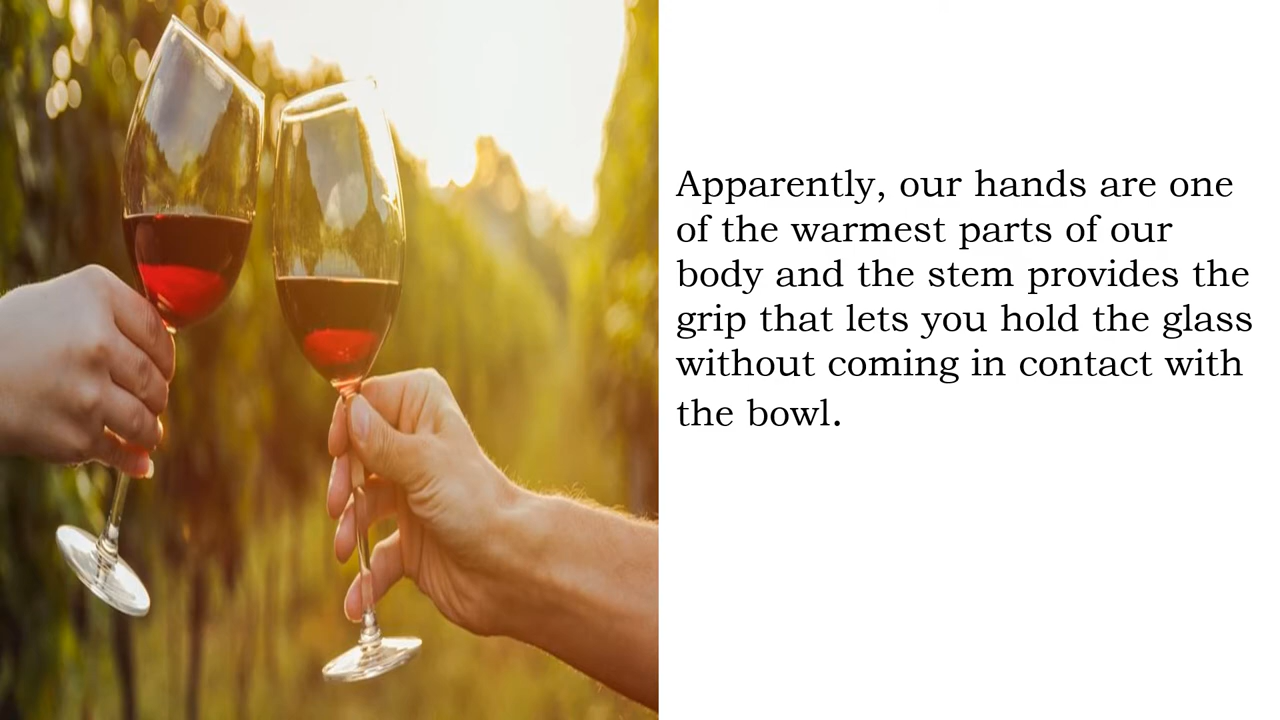 Apparently, our hands are one
of the warmest parts of our
body and the stem provides the
grip that lets you hold the glass
without coming in contact with
the bowl.